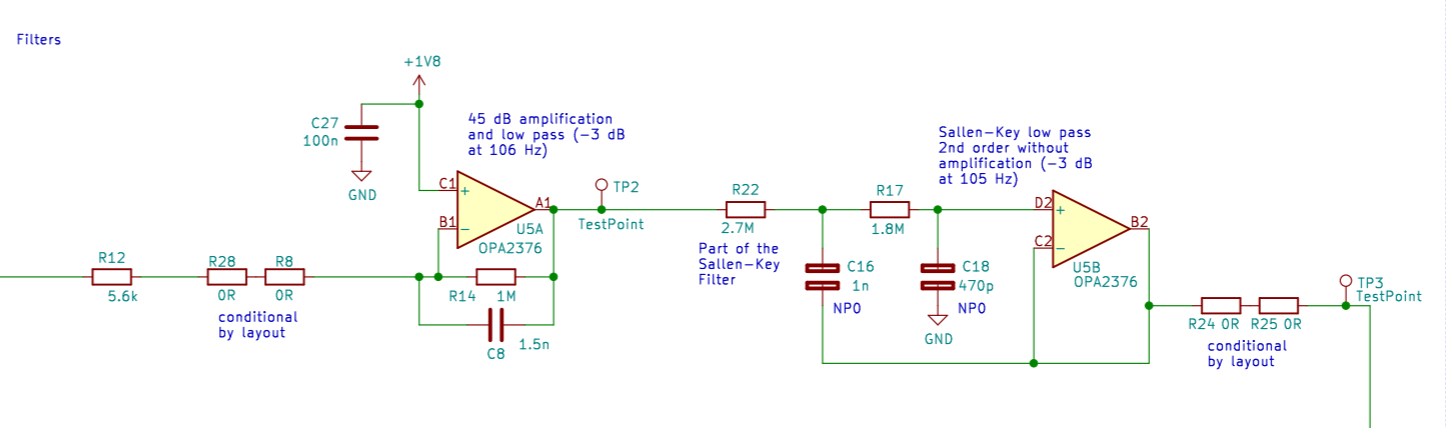 Filters
+1V8
C27
100n
GND
45 dB amplification
and low pass (-3 dB
at 106 Hz)
C1
+
B1
-
A1
U5A
OPA2376
TP2
TestPoint
R12
5.6k
R28
0R
R8
0R
conditional
by layout
R14
1M
C8
1.5n
R22
2.7M
Part of the
Sallen-Key
Filter
R17
1.8M
C16
1n
NP0
C18
470p
NP0
GND
Sallen-Key low pass
2nd order without
amplification (-3 dB
at 105 Hz)
D2
+
C2
-
B2
U5B
OPA2376
R24 0R
R25 0R
conditional
by layout
TP3
TestPoint